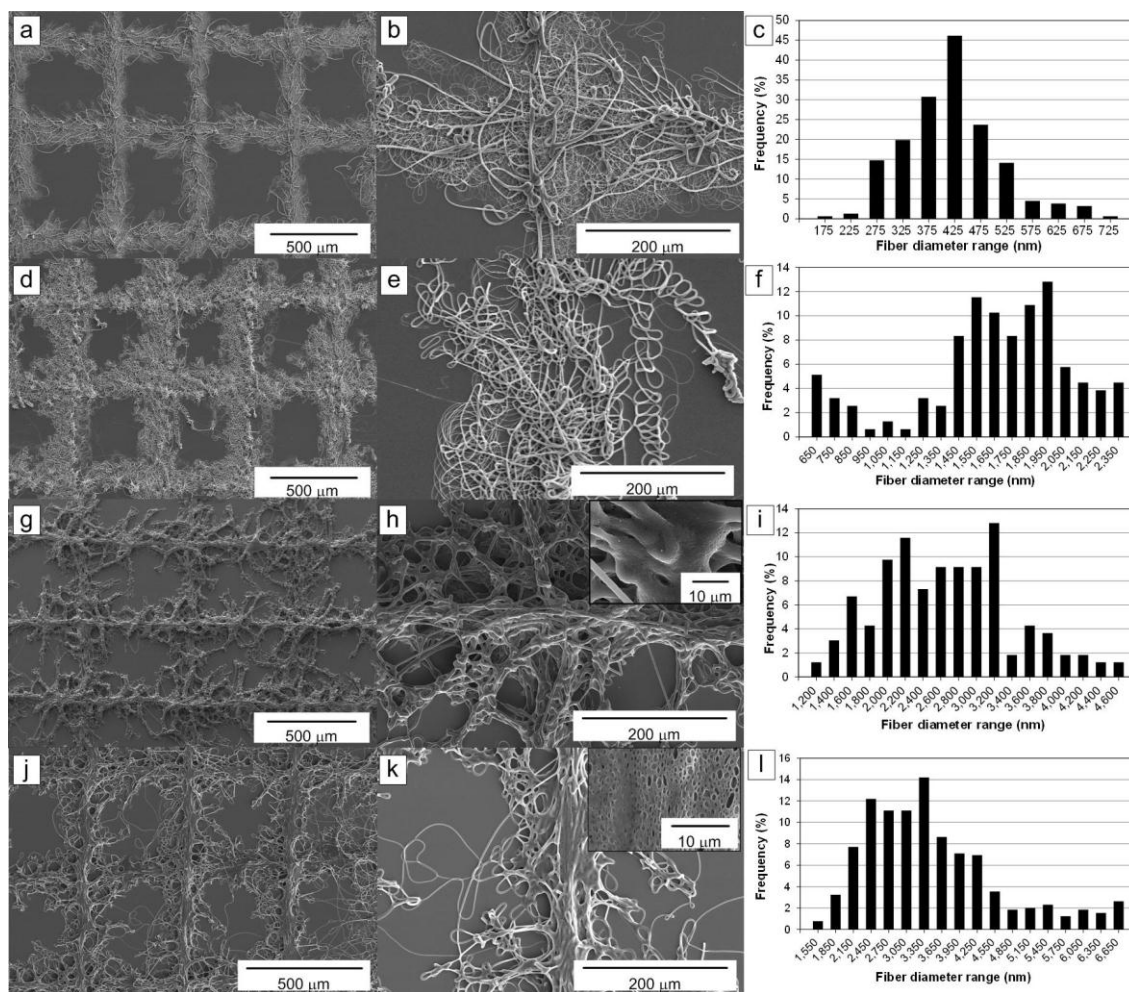 a
500 µm
b
200 µm
c
Frequency (%)
50
45
40
35
30
25
20
15
10
5
0
175 225 275 325 375 425 475 525 575 625 675 725
Fiber diameter range (nm)
d
500 µm
e
200 µm
f
Frequency (%)
14
12
10
8
6
4
2
0
650 750 850 950 1,050 1,150 1,250 1,350 1,450 1,550 1,650 1,750 1,850 1,950 2,050 2,150 2,250 2,350
Fiber diameter range (nm)
g
500 µm
h
10 µm
200 µm
i
Frequency (%)
14
12
10
8
6
4
2
0
1,200 1,400 1,600 1,800 2,000 2,200 2,400 2,600 2,800 3,000 3,200 3,400 3,600 3,800 4,000 4,200 4,400 4,600
Fiber diameter range (nm)
j
500 µm
k
10 µm
200 µm
l
Frequency (%)
16
14
12
10
8
6
4
2
0
1,550 1,850 2,150 2,450 2,750 3,050 3,350 3,650 3,950 4,250 4,550 4,850 5,150 5,450 5,750 6,050 6,350 6,650
Fiber diameter range (nm)